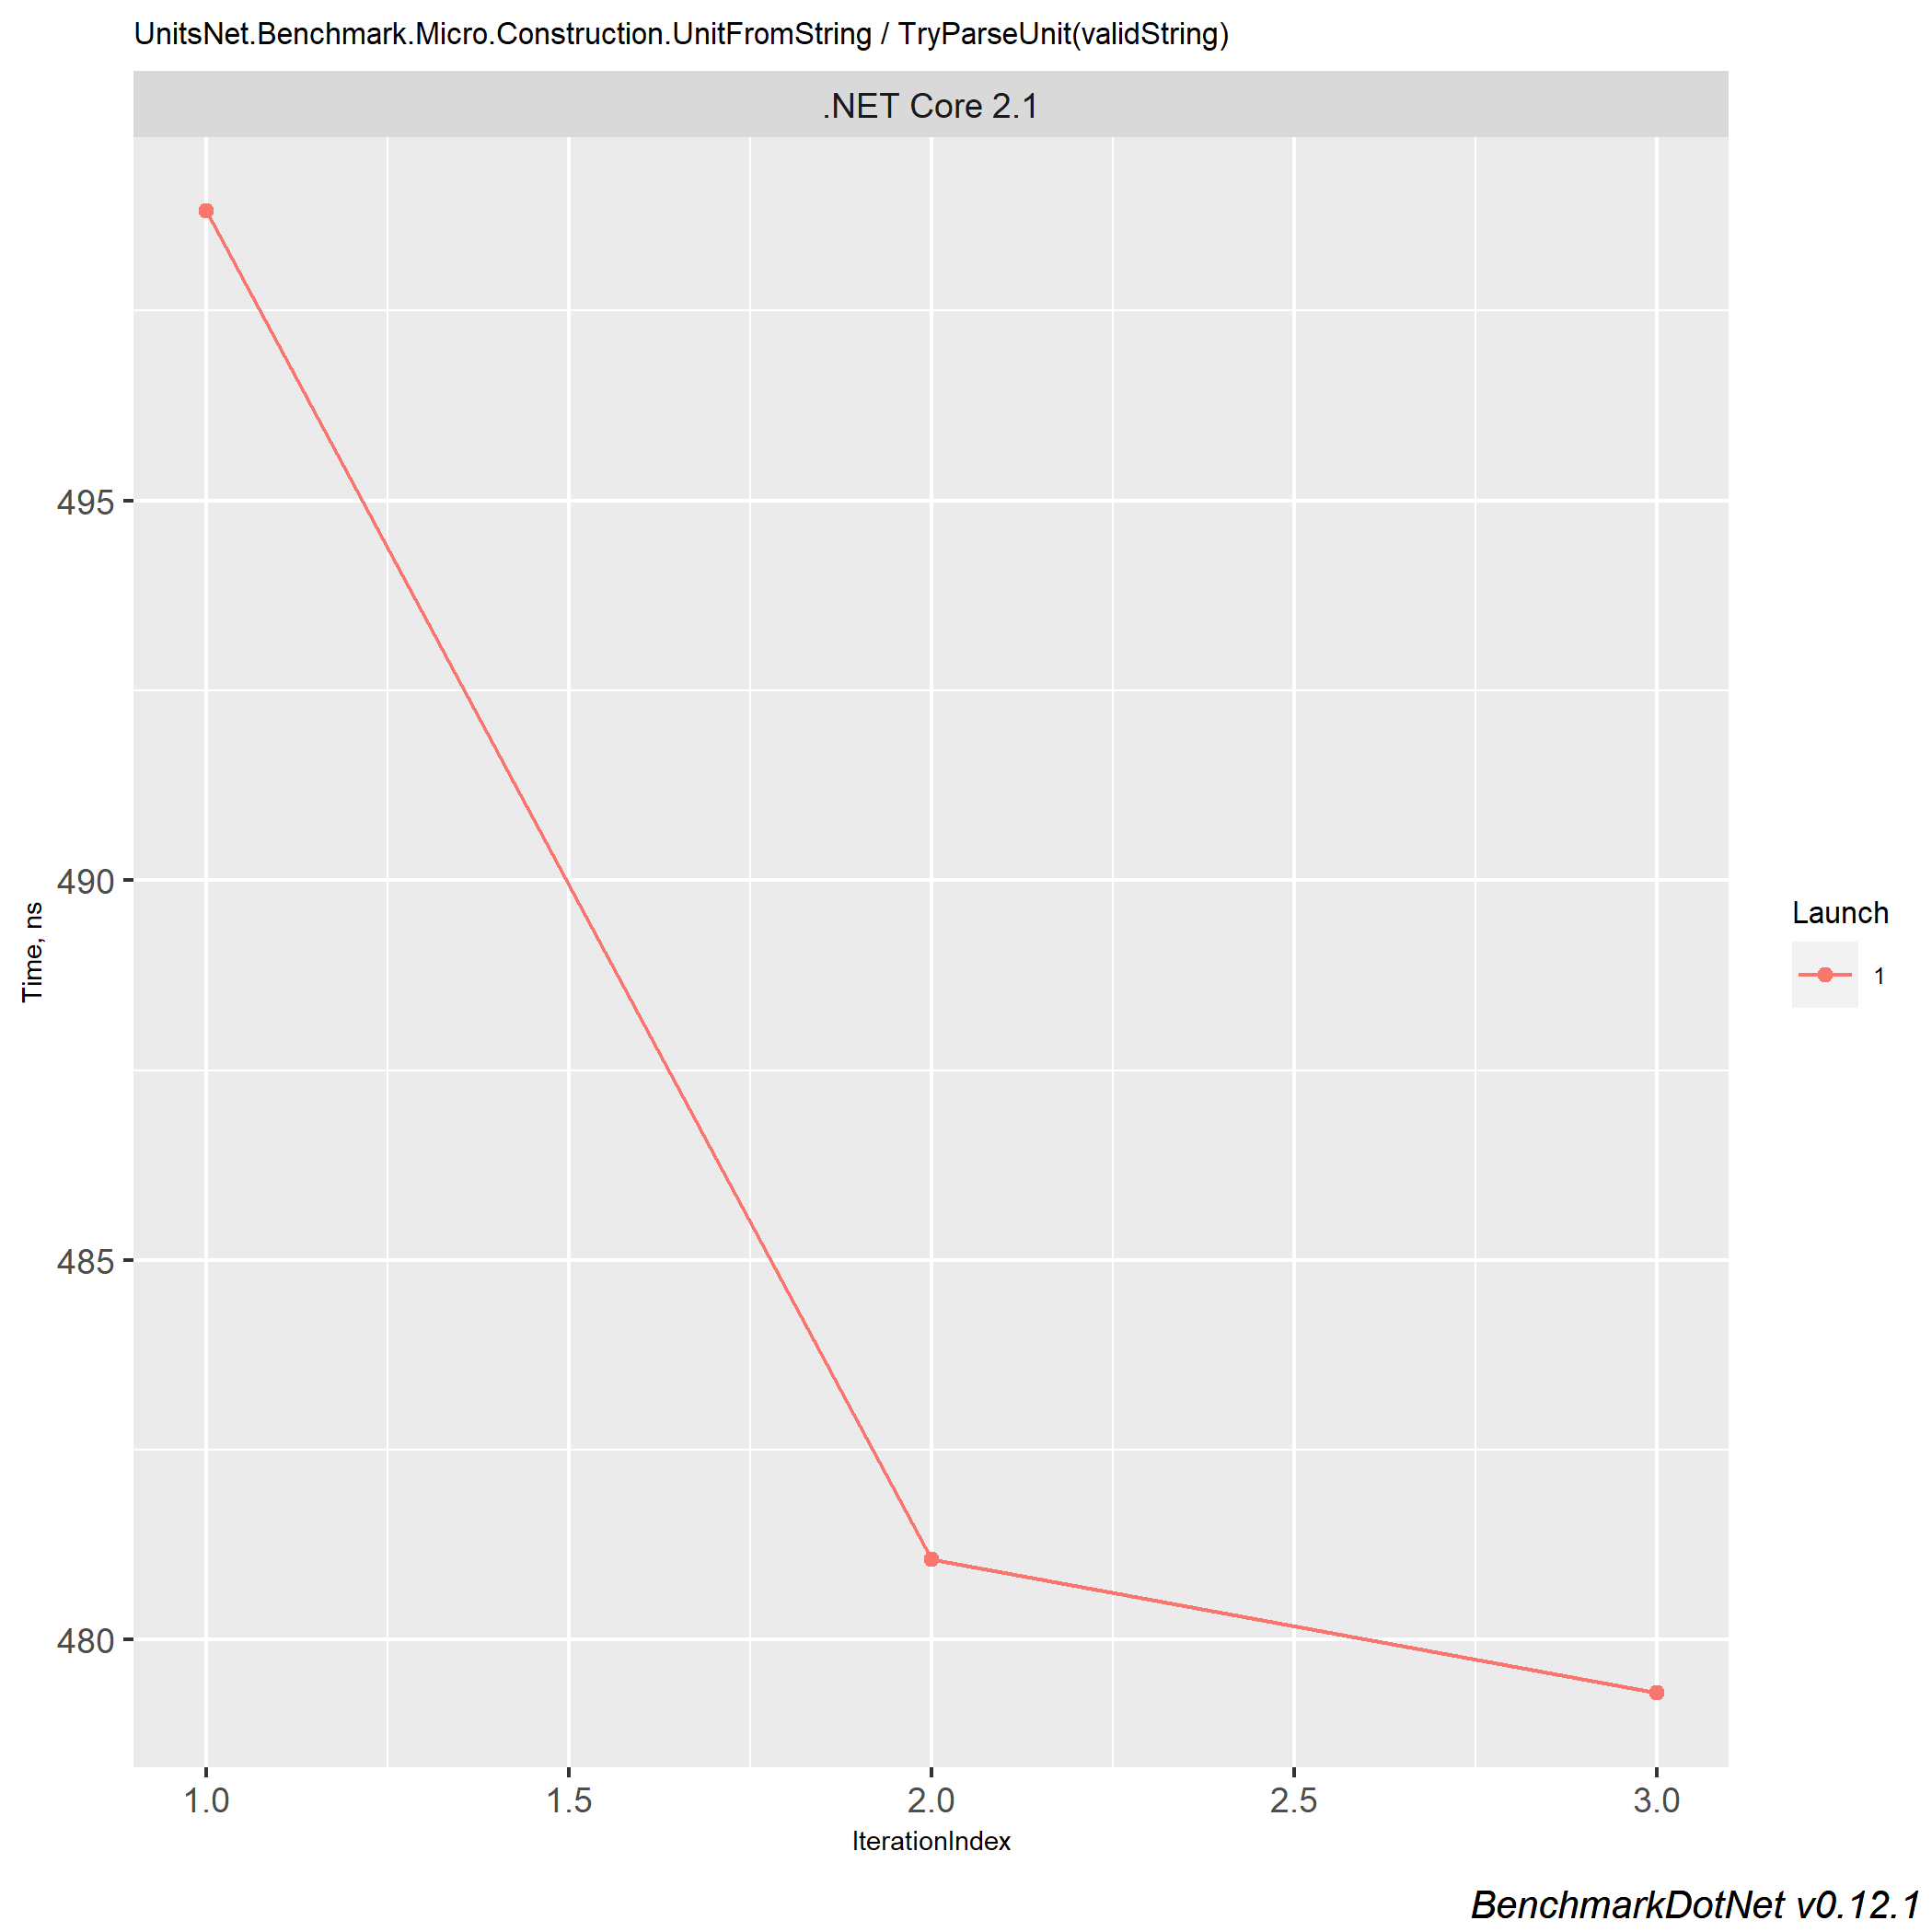 UnitsNet.Benchmark.Micro.Construction.UnitFromString / TryParseUnit(validString)
.NET Core 2.1
495
490
485
480
Time, ns
1.0 1.5 2.0 2.5 3.0
IterationIndex
Launch
1
BenchmarkDotNet v0.12.1